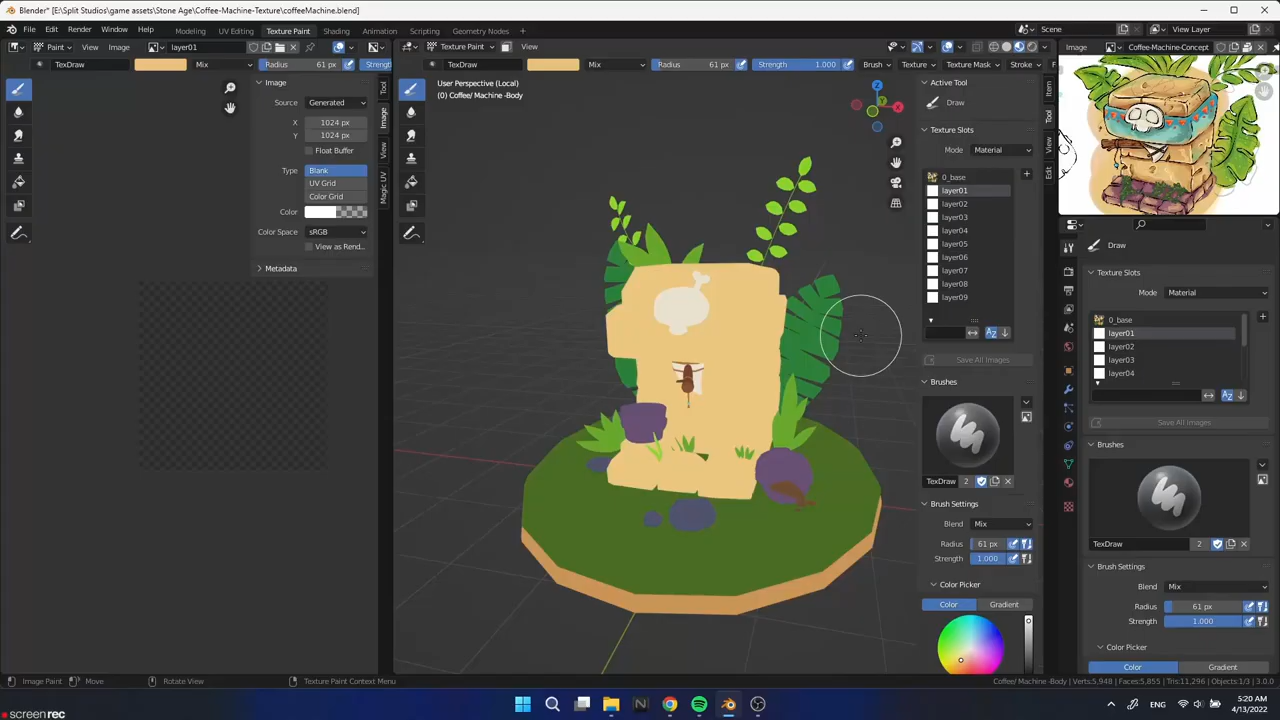 Blender* [E:\Split Studios\game assets\Stone Age\Coffee-Machine-Texture\coffeeMachine.blend]
File Edit Render Window Help
Modeling UV Editing Texture Paint Shading Animation Scripting Geometry Nodes
Scene View Layer
Paint View Image layer01
Texture Paint View
Image Coffee-Machine-Concept
TexDraw Mix Radius 61 px Strengt
TexDraw Mix Radius 61 px Strength 1.000 Brush Texture Texture Mask Stroke
Image
Source Generated
X 1024 px
Y 1024 px
Float Buffer
Type Blank
UV Grid
Color Grid
Color
Color Space sRGB
View as Rend...
Metadata
Tool
Image
View
Magic UV
User Perspective (Local)
(0) Coffee/ Machine -Body
Z
Active Tool
Draw
Texture Slots
Mode Material
0_base
layer01
layer02
layer03
layer04
layer05
layer06
layer07
layer08
layer09
Save All Images
Brushes
TexDraw 2
Brush Settings
Blend Mix
Radius 61 px
Strength 1.000
Color Picker
Color Gradient
Item
Tool
View
Edit
Draw
Texture Slots
Mode Material
0_base
layer01
layer02
layer03
layer04
Save All Images
Brushes
TexDraw 2
Brush Settings
Blend Mix
Radius 61 px
Strength 1.000
Color Picker
Color Gradient
Image Paint Move Rotate View Texture Paint Context Menu
Coffee/ Machine -Body | Verts:5,948 | Faces:5,855 | Tris:11,296 | Objects:1/3 | 3.0.0
ENG 5:20 AM
4/13/2022
screenrec